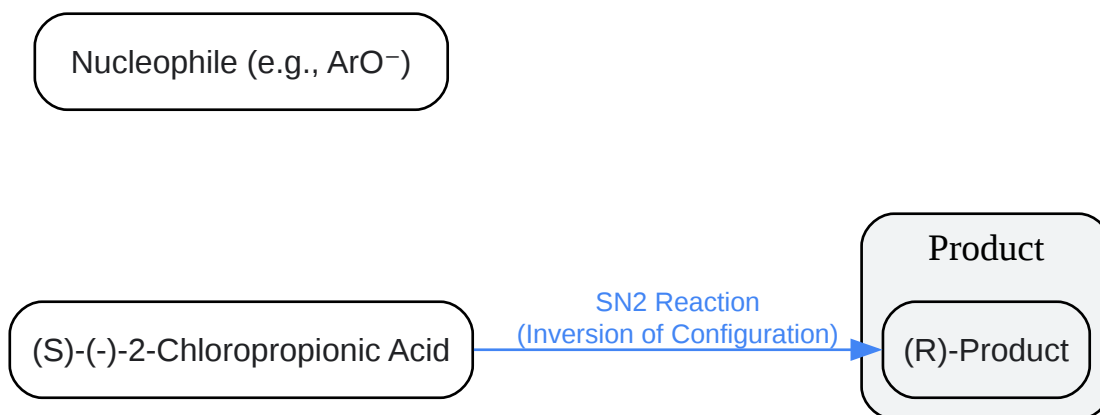 Nucleophile (e.g., ArO⁻)
Product
SN2 Reaction
(Inversion of Configuration)
(S)-(-)-2-Chloropropionic Acid
(R)-Product